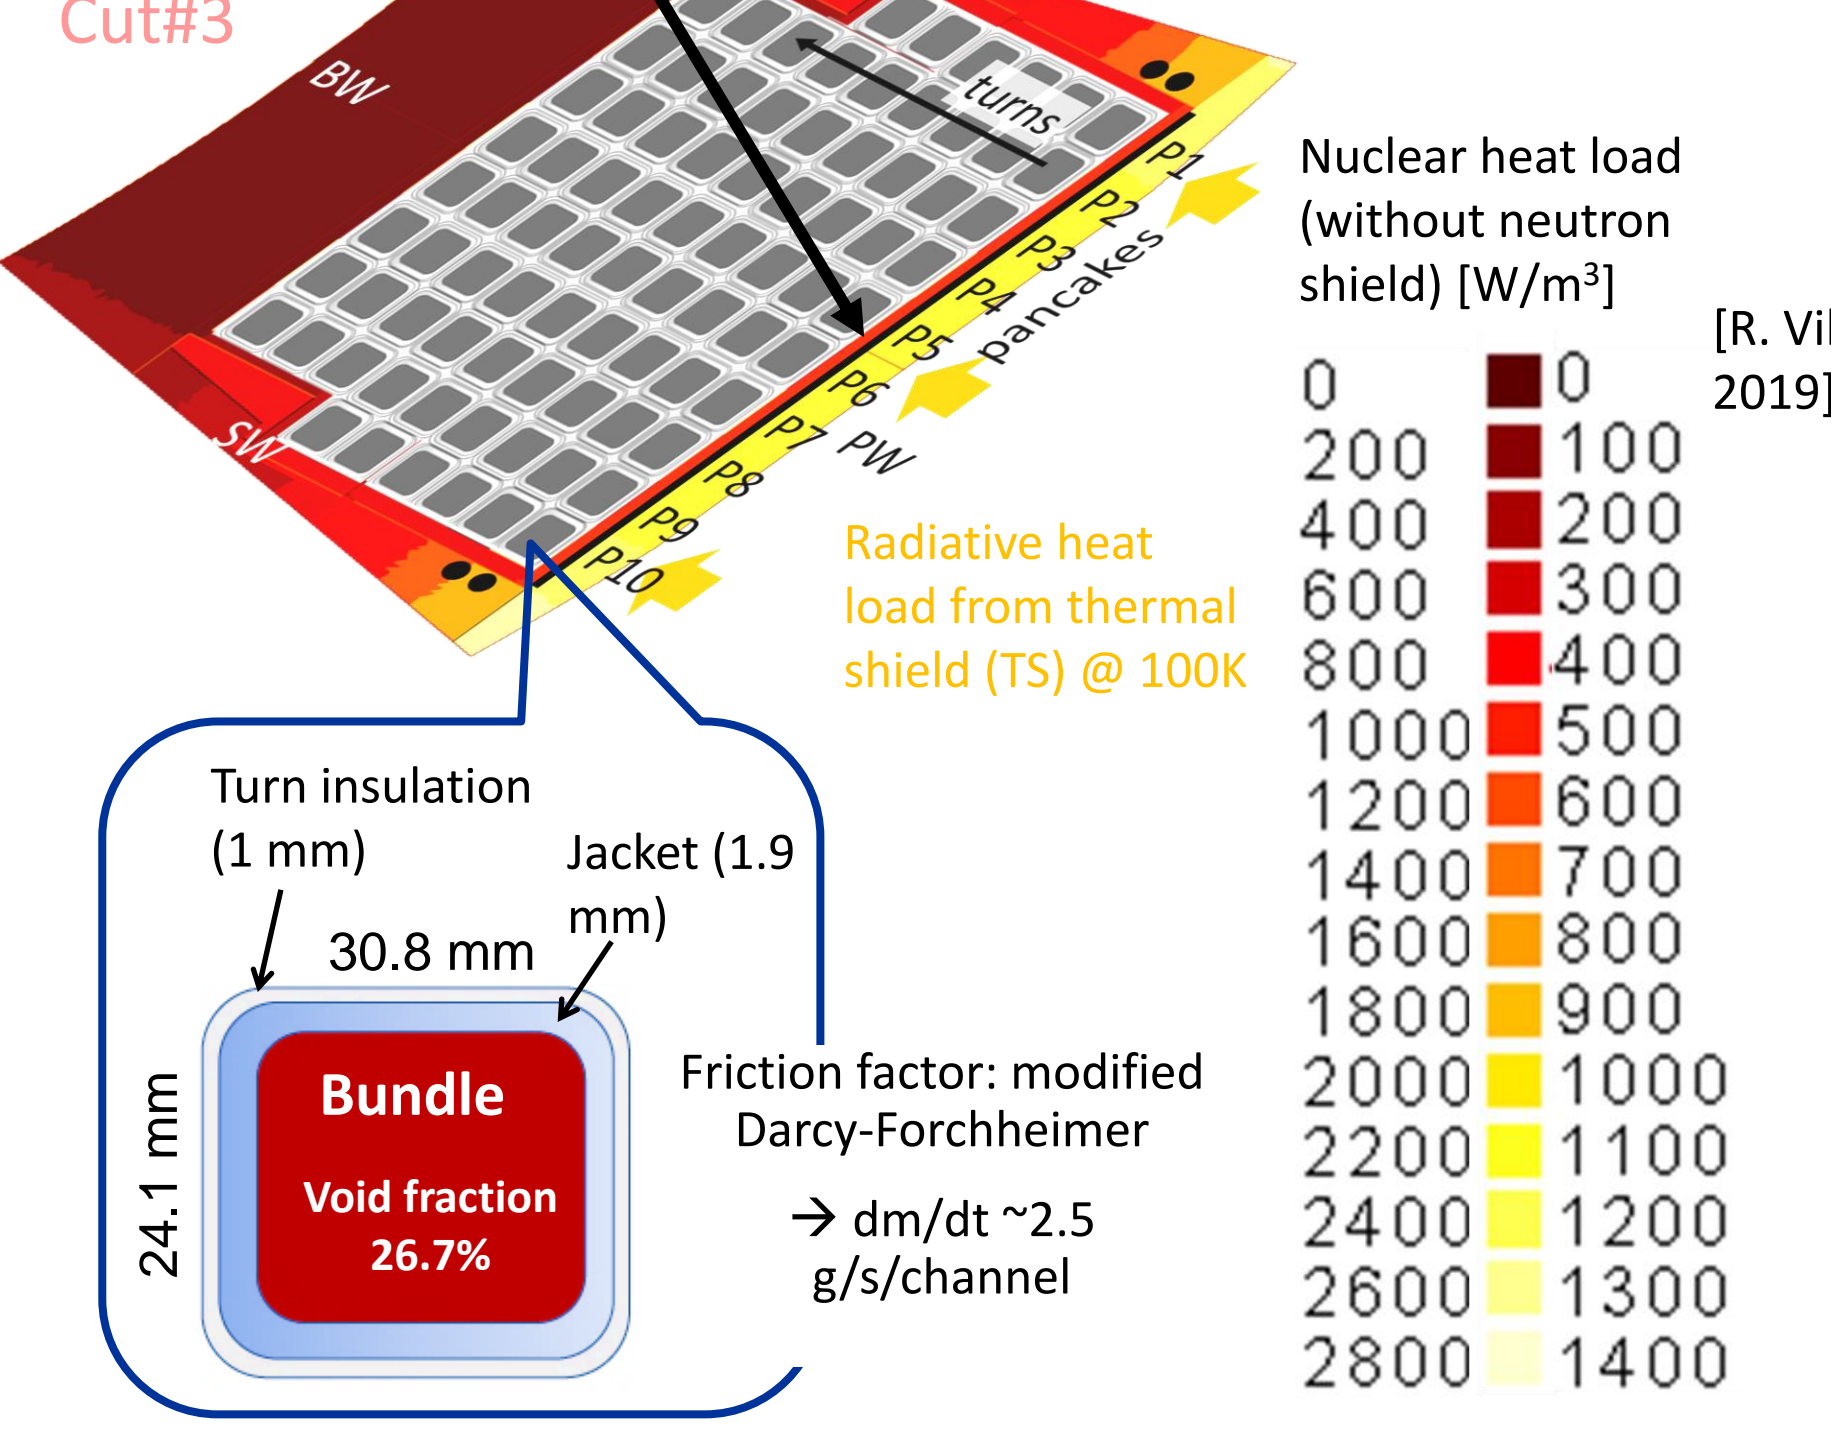 Cut#3
BW
turns
P1
P2
P3
P4
P5
P6
P7
P8
P9
P10
pancakes
PW
SW
Nuclear heat load
(without neutron
shield) [W/m³]
2019]
0 0
200 100
400 200
600 300
800 400
1000 500
1200 600
1400 700
1600 800
1800 900
2000 1000
2200 1100
2400 1200
2600 1300
2800 1400
Radiative heat
load from thermal
shield (TS) @ 100K
Turn insulation
(1 mm)
Jacket (1.9
mm)
30.8 mm
24.1 mm
Bundle
Void fraction
26.7%
Friction factor: modified
Darcy-Forchheimer
→ dm/dt ~2.5
g/s/channel